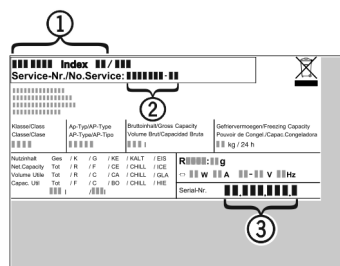 1
Index /
Service-Nr./No.Service: -
2
Klasse/Class
Classe/Clase
Ap-Typ/AP-Type
AP-Type/AP-Tipo
Bruttoinhalt/Gross Capacity
Volume Brut/Capacidad Bruta
l
Gefriervermoegen/Freezing Capacity
Pouvoir de Congel./Capac.Congeladora
kg / 24 h
Nutzinhalt Ges / K / G / KE / KALT / EIS
Net.Capacity Tot / R / F / CE / CHILL / ICE
Volume Utile Tot / R / C / CA / CHILL / GLA
Capac. Util Tot / F / C / BO / CHILL / HIE
l / l
R : g
W A - V Hz
Serial-Nr. . . .
3